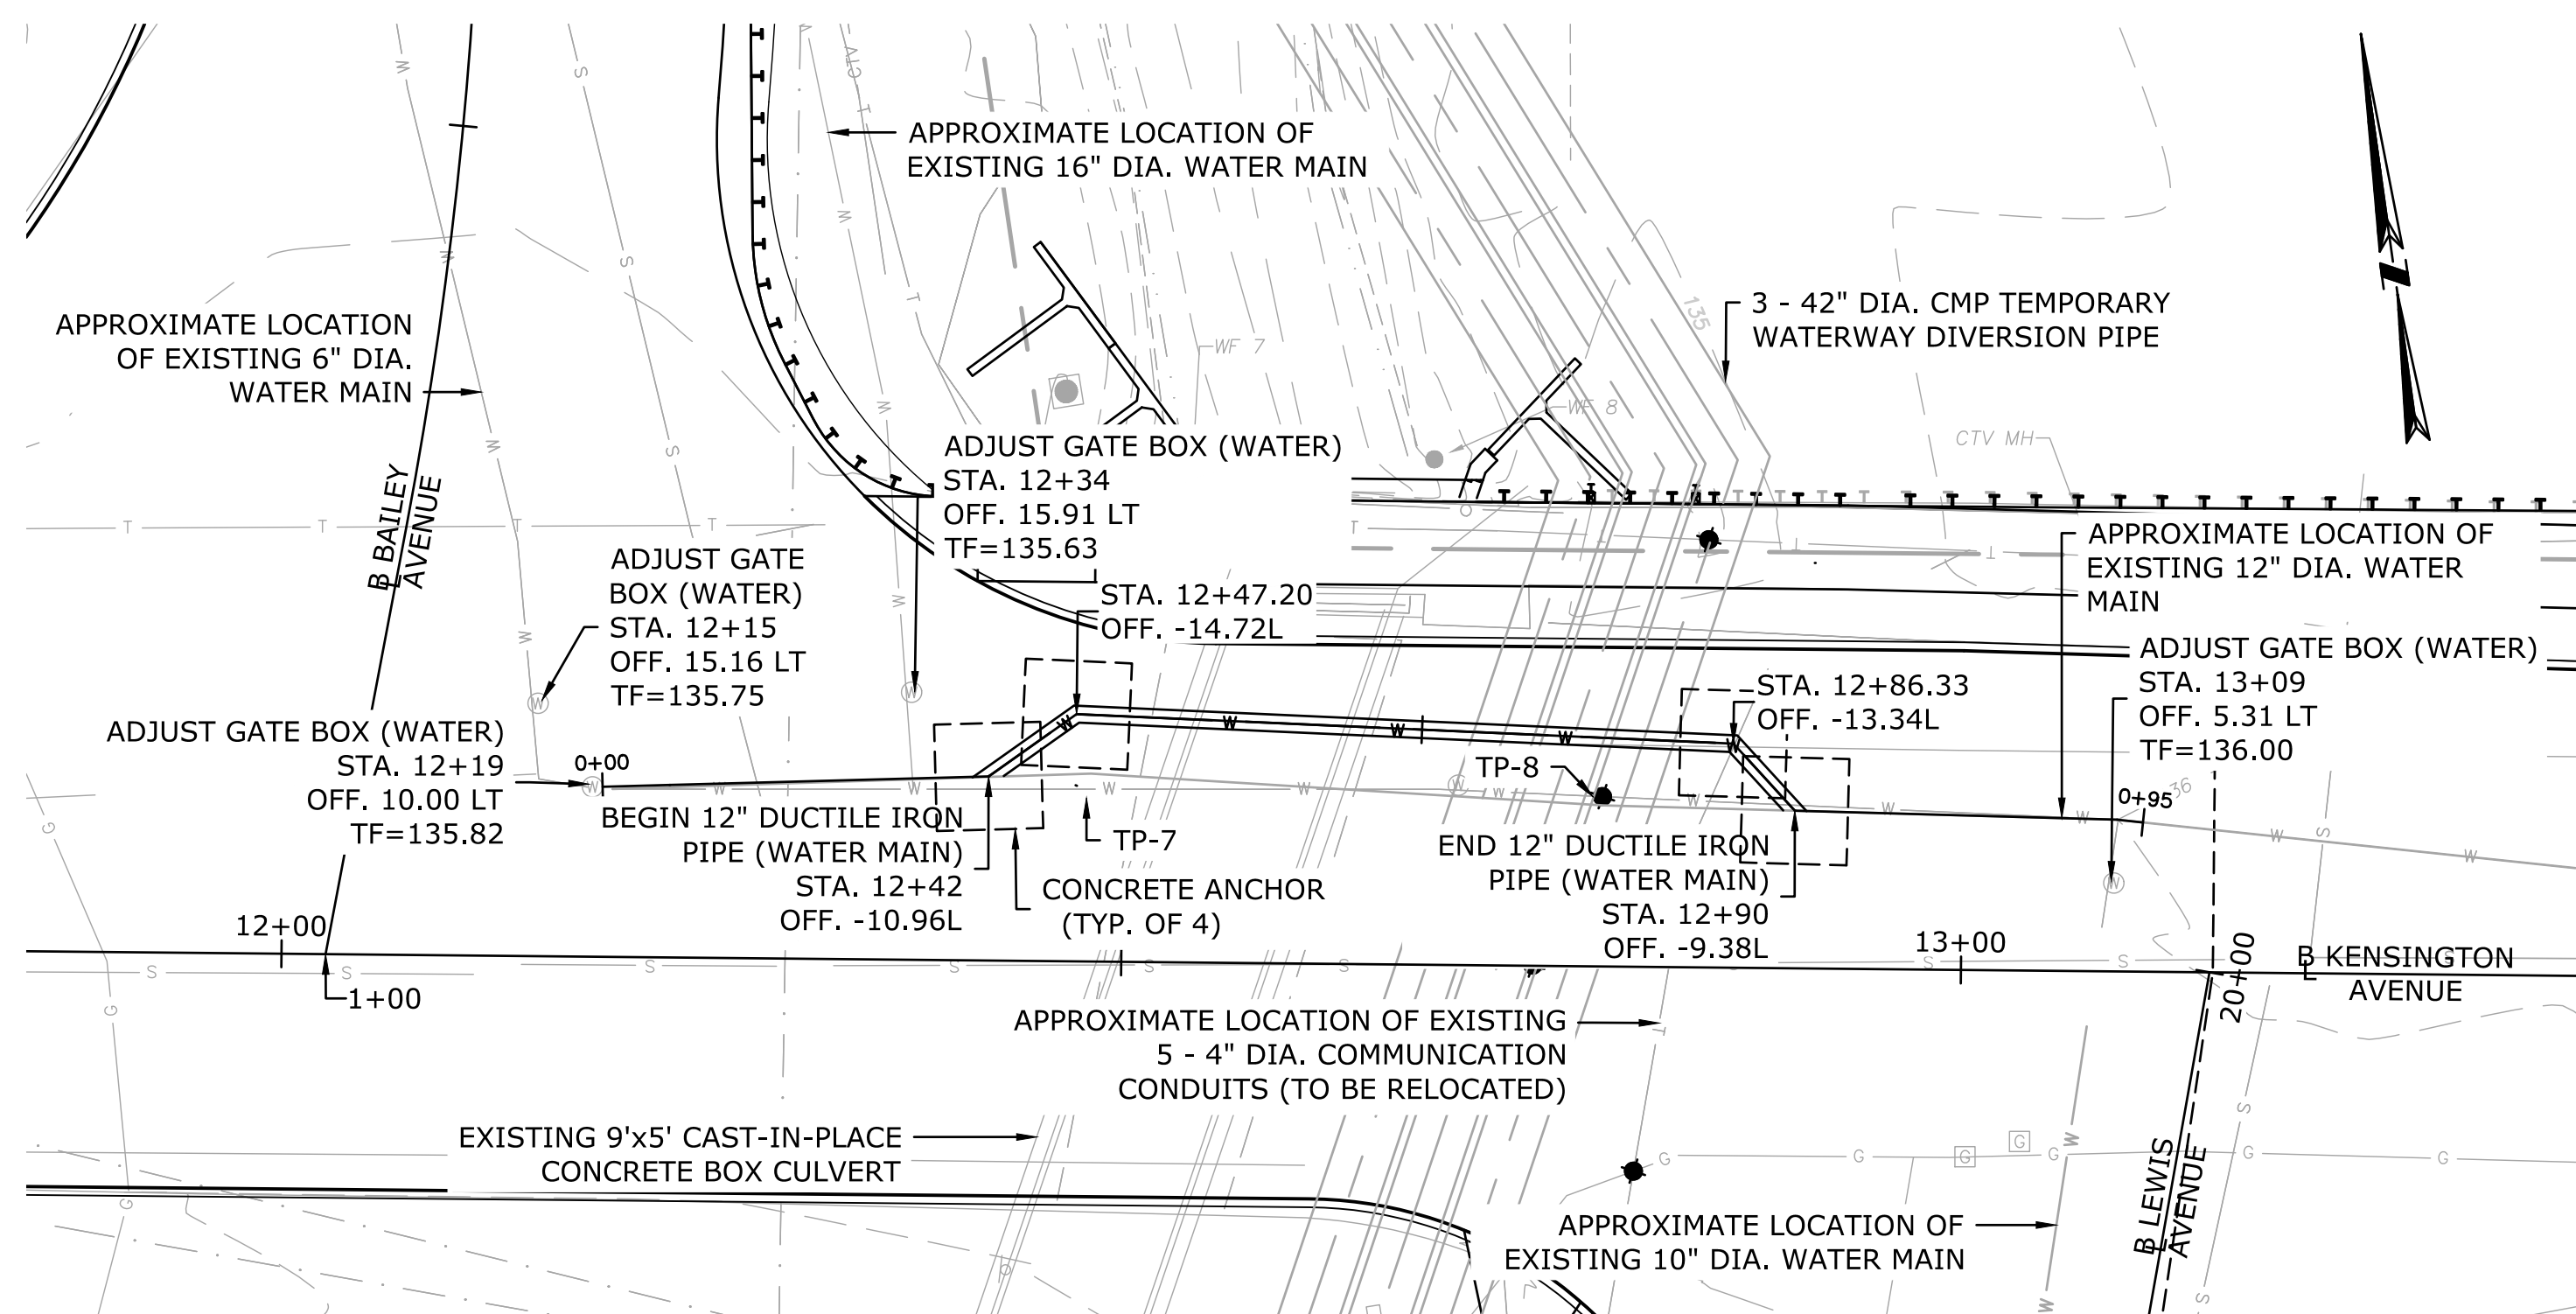 APPROXIMATE LOCATION OF
EXISTING 16" DIA. WATER MAIN
APPROXIMATE LOCATION
OF EXISTING 6" DIA.
WATER MAIN
3 - 42" DIA. CMP TEMPORARY
WATERWAY DIVERSION PIPE
135
WF 7
WF 8
CTV
CTV MH
B BAILEY
AVENUE
ADJUST GATE BOX (WATER)
STA. 12+34
OFF. 15.91 LT
TF=135.63
ADJUST GATE
BOX (WATER)
STA. 12+15
OFF. 15.16 LT
TF=135.75
STA. 12+47.20
OFF. -14.72L
APPROXIMATE LOCATION OF
EXISTING 12" DIA. WATER
MAIN
ADJUST GATE BOX (WATER)
STA. 13+09
OFF. 5.31 LT
TF=136.00
STA. 12+86.33
OFF. -13.34L
ADJUST GATE BOX (WATER)
STA. 12+19
OFF. 10.00 LT
TF=135.82
0+00
TP-8
0+95
36
BEGIN 12" DUCTILE IRON
PIPE (WATER MAIN)
STA. 12+42
OFF. -10.96L
TP-7
CONCRETE ANCHOR
(TYP. OF 4)
END 12" DUCTILE IRON
PIPE (WATER MAIN)
STA. 12+90
OFF. -9.38L
12+00
13+00
1+00
20+00
B KENSINGTON
AVENUE
APPROXIMATE LOCATION OF EXISTING
5 - 4" DIA. COMMUNICATION
CONDUITS (TO BE RELOCATED)
EXISTING 9'x5' CAST-IN-PLACE
CONCRETE BOX CULVERT
B LEWIS
AVENUE
APPROXIMATE LOCATION OF
EXISTING 10" DIA. WATER MAIN